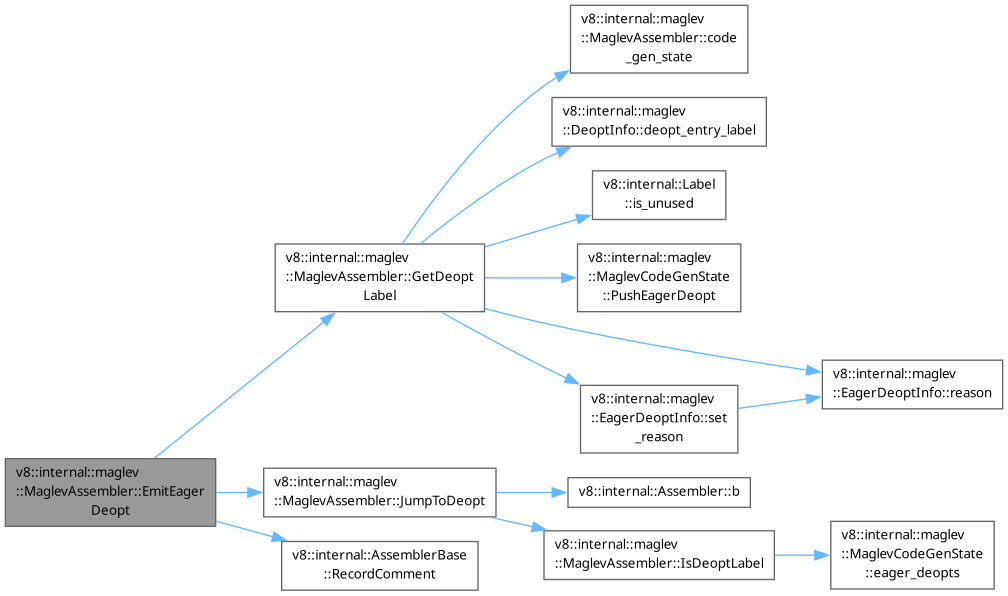 v8::internal::maglev
::MaglevAssembler::code
_gen_state
v8::internal::maglev
::DeoptInfo::deopt_entry_label
v8::internal::Label
::is_unused
v8::internal::maglev
::MaglevAssembler::GetDeopt
Label
v8::internal::maglev
::MaglevCodeGenState
::PushEagerDeopt
v8::internal::maglev
::EagerDeoptInfo::reason
v8::internal::maglev
::EagerDeoptInfo::set
_reason
v8::internal::maglev
::MaglevAssembler::EmitEager
Deopt
v8::internal::maglev
::MaglevAssembler::JumpToDeopt
v8::internal::Assembler::b
v8::internal::maglev
::MaglevAssembler::IsDeoptLabel
v8::internal::maglev
::MaglevCodeGenState
::eager_deopts
v8::internal::AssemblerBase
::RecordComment